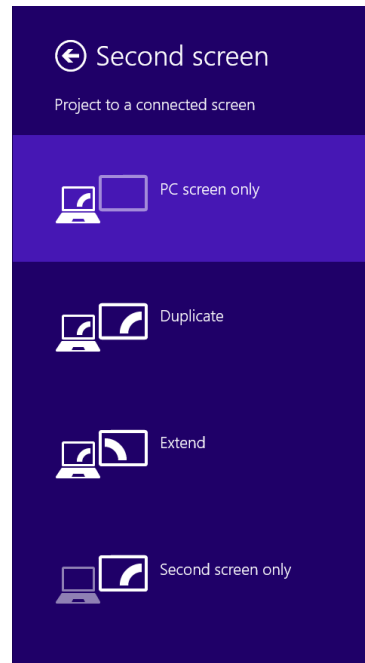 Second screen
Project to a connected screen
PC screen only
Duplicate
Extend
Second screen only